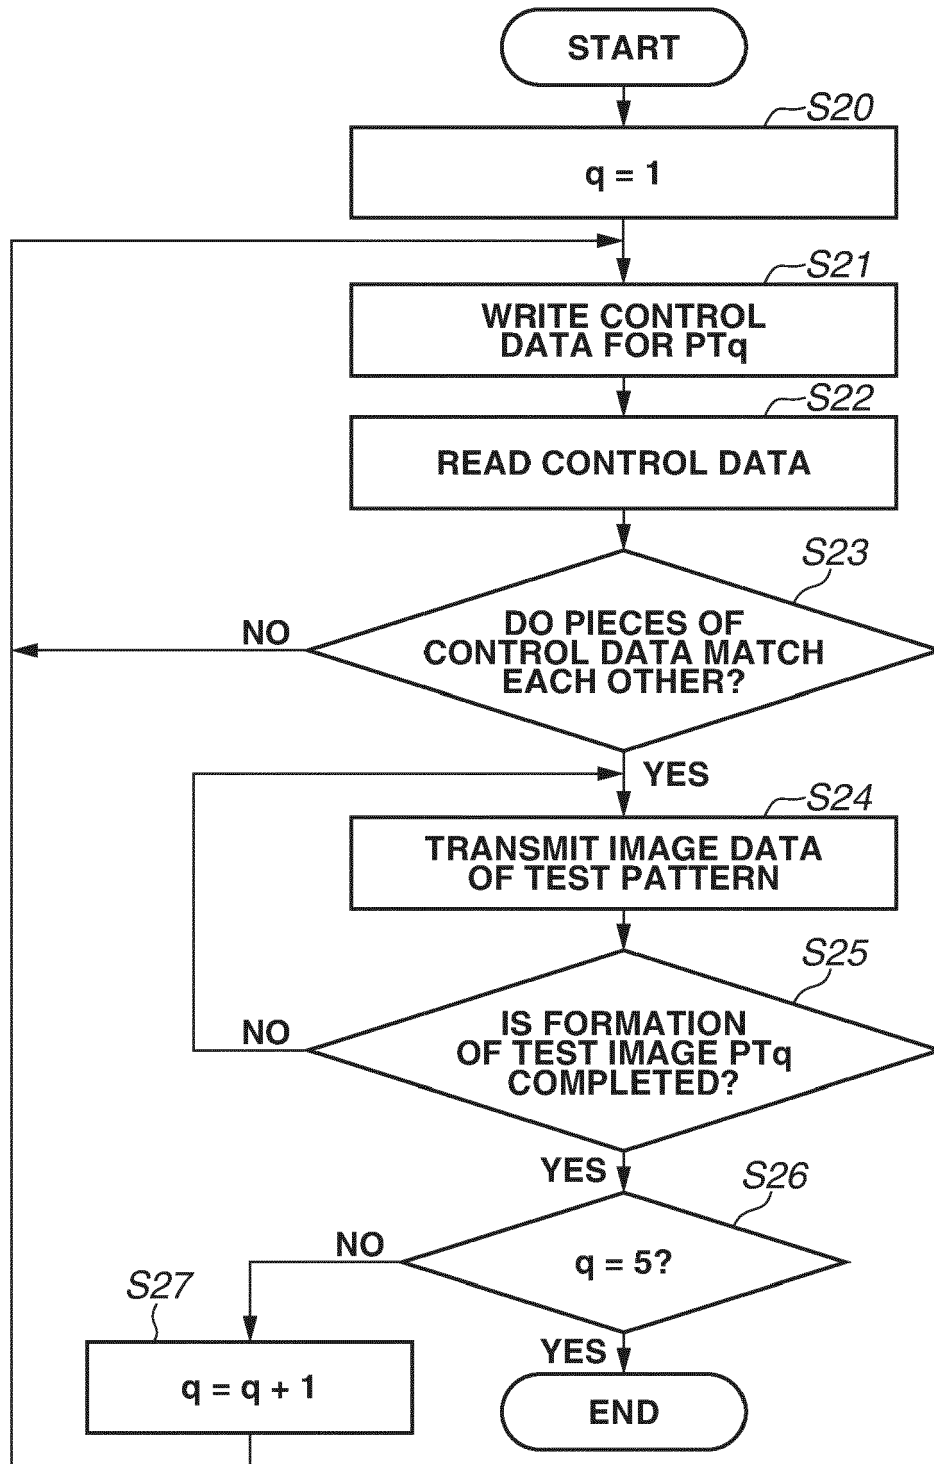 START
S20
q = 1
S21
WRITE CONTROL
DATA FOR PTq
S22
READ CONTROL DATA
S23
DO PIECES OF
CONTROL DATA MATCH
EACH OTHER?
NO
YES
S24
TRANSMIT IMAGE DATA
OF TEST PATTERN
S25
IS FORMATION
OF TEST IMAGE PTq
COMPLETED?
NO
YES
S26
q = 5?
NO
S27
q = q + 1
YES
END